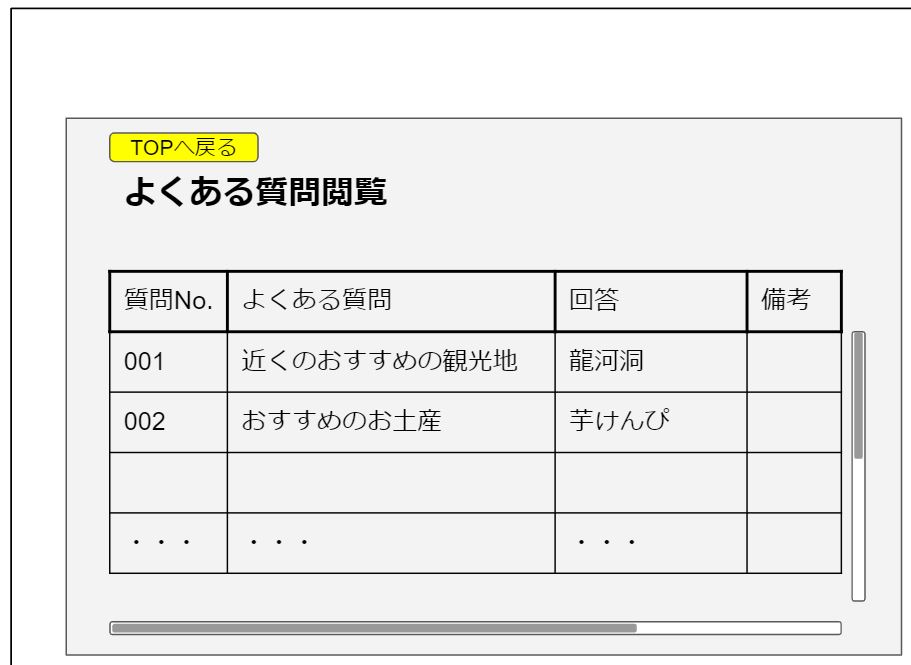 TOPへ戻る
よくある質問閲覧
質問No. よくある質問 回答 備考
001 近くのおすすめの観光地 龍河洞
002 おすすめのお土産 芋けんぴ
・・・ ・・・ ・・・